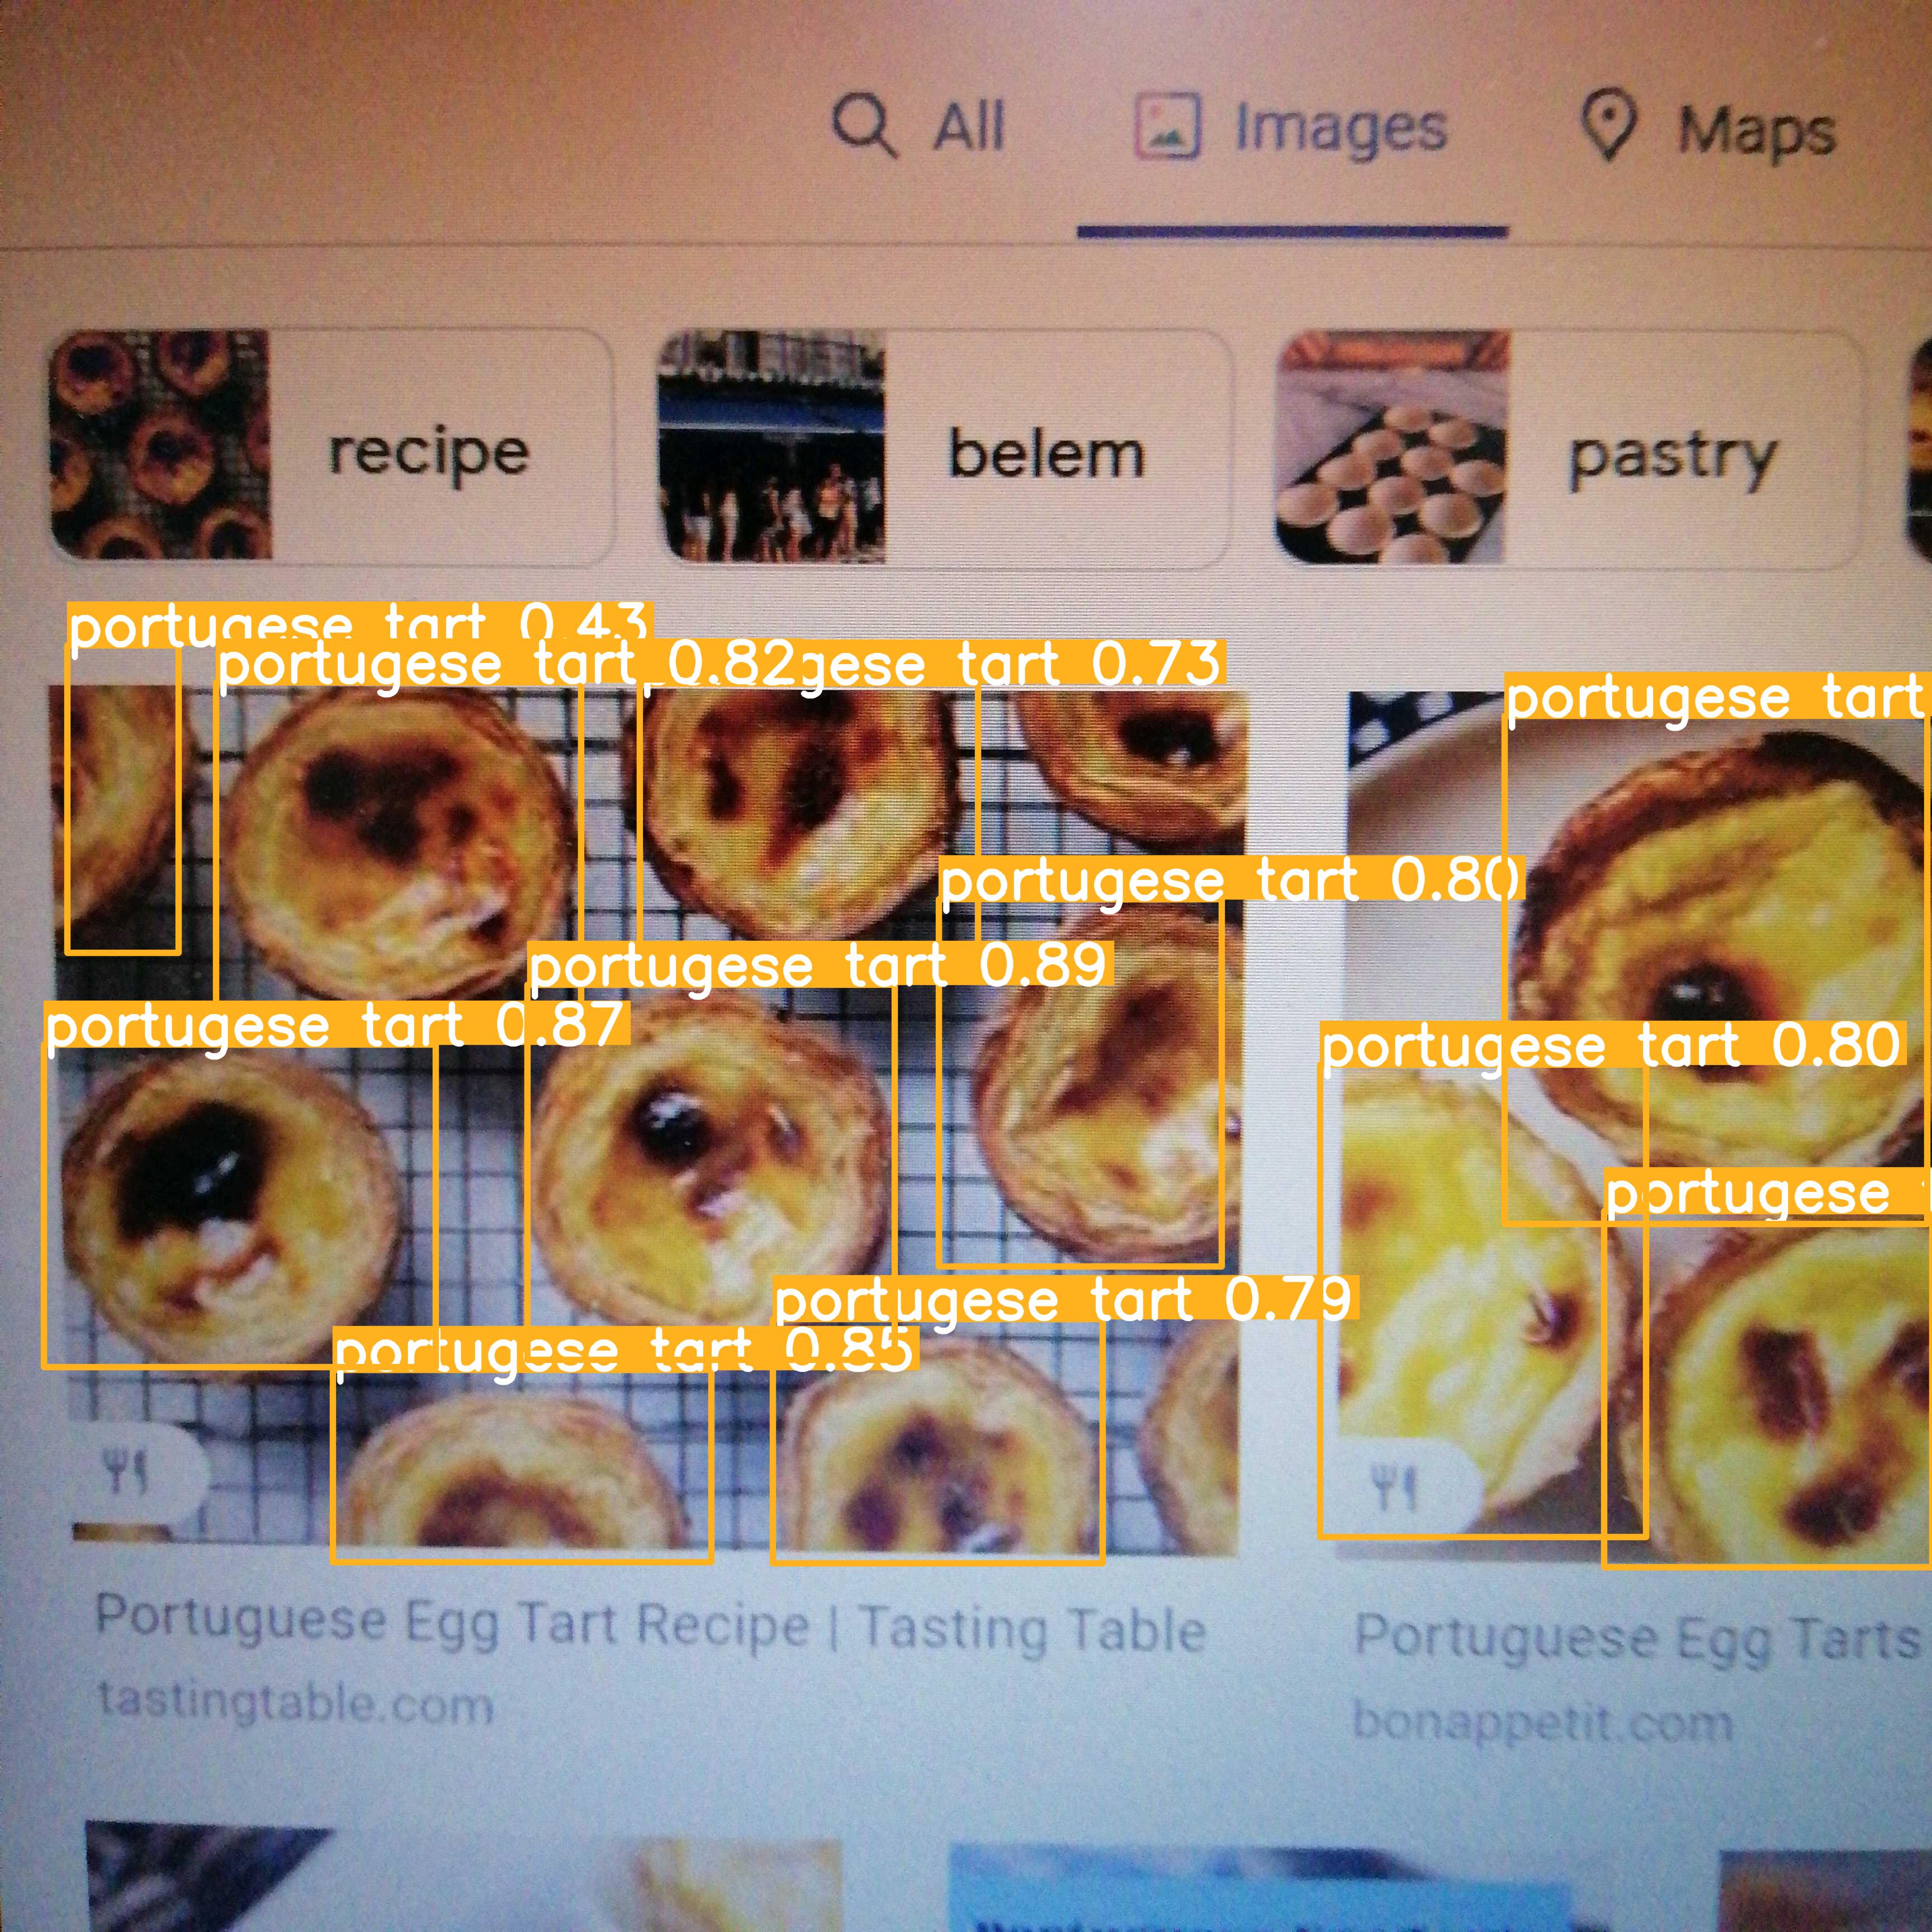 All Images Maps
recipe belem pastry
portugese tart 0.43
portugese tart 0.82
gese tart 0.73
portugese tart
portugese tart 0.80
portugese tart 0.89
portugese tart 0.87
portugese tart 0.80
portugese
portugese tart 0.79
portugese tart 0.85
Portuguese Egg Tart Recipe | Tasting Table
tastingtable.com
Portuguese Egg Tarts
bonappetit.com